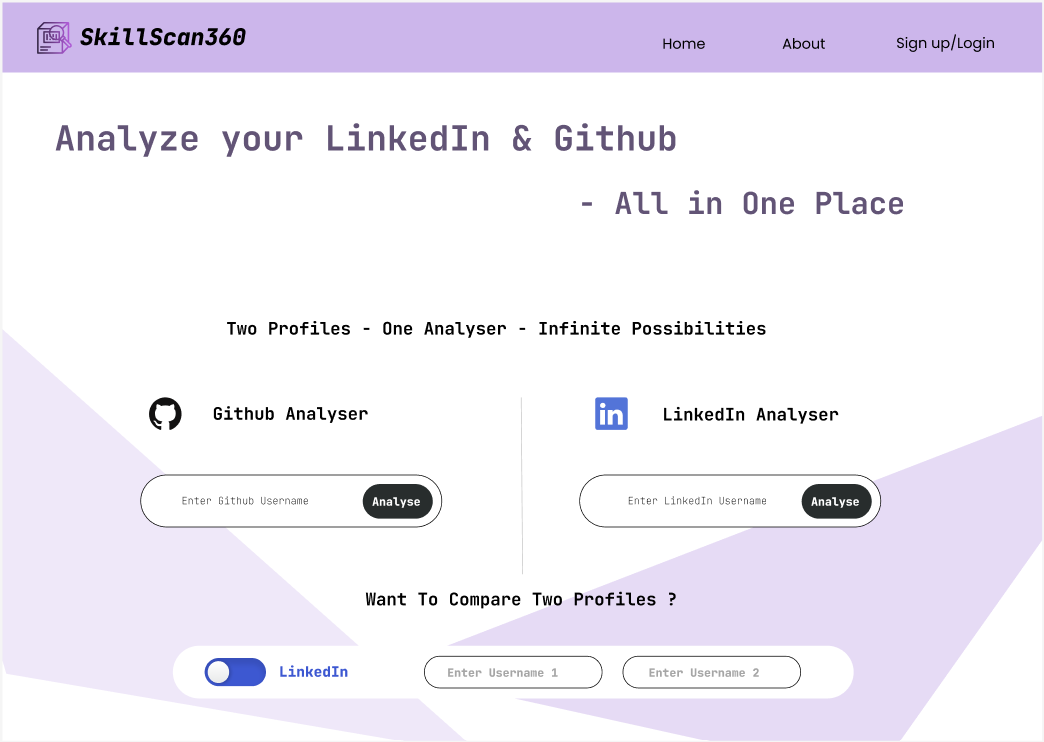 SkillScan360
Home
About
Sign up/Login
Analyze your LinkedIn & Github
- All in One Place
Two Profiles - One Analyser - Infinite Possibilities
Github Analyser
in
LinkedIn Analyser
Enter Github Username
Analyse
Enter LinkedIn Username
Analyse
Want To Compare Two Profiles ?
LinkedIn
Enter Username 1
Enter Username 2